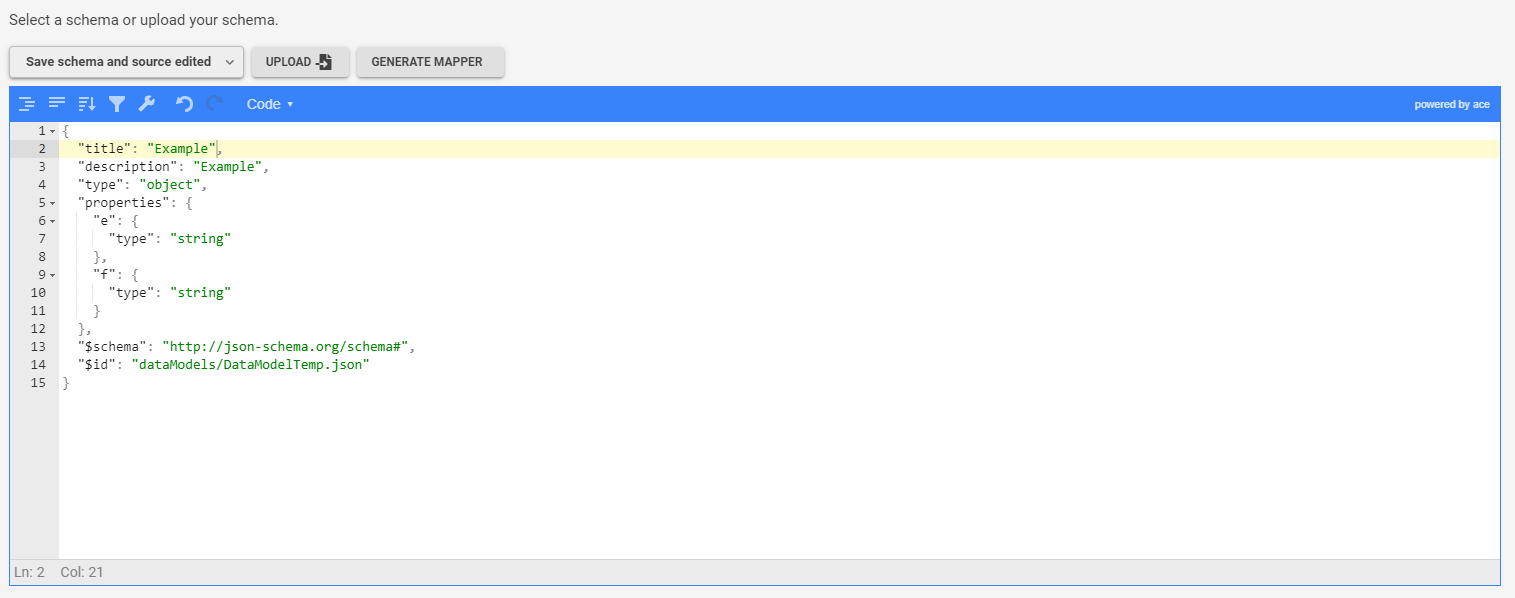 Select a schema or upload your schema.
Save schema and source edited UPLOAD GENERATE MAPPER
Code powered by ace
1 {
2 "title": "Example",
3 "description": "Example",
4 "type": "object",
5 "properties": {
6 "e": {
7 "type": "string"
8 },
9 "f": {
10 "type": "string"
11 }
12 },
13 "$schema": "http://json-schema.org/schema#",
14 "$id": "dataModels/DataModelTemp.json"
15 }
Ln: 2 Col: 21